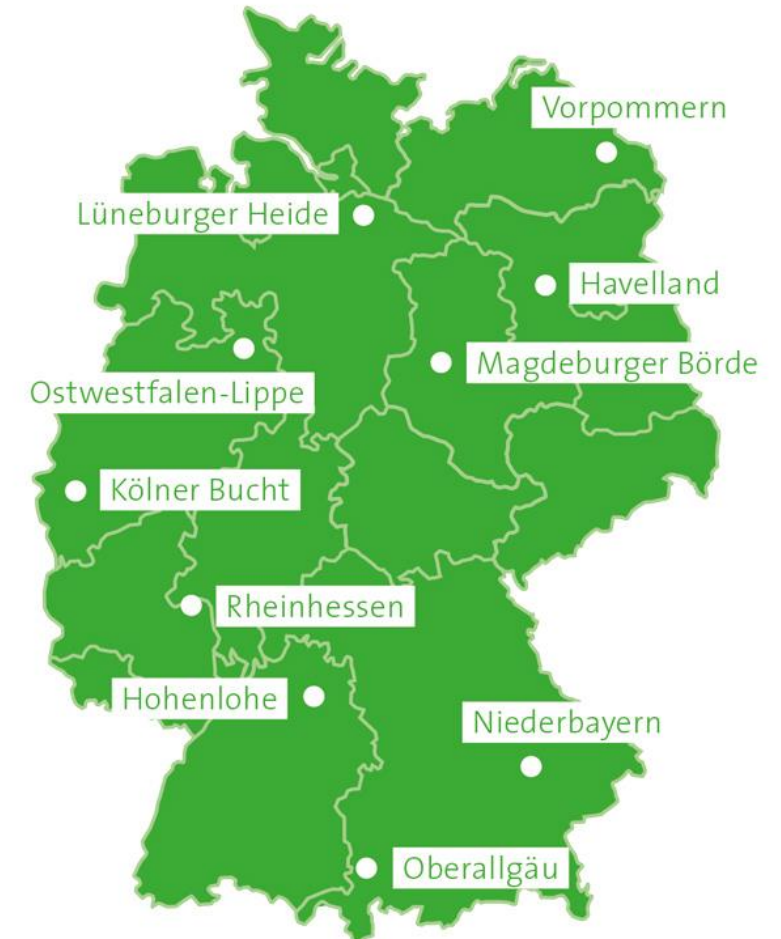 Vorpommern
Lüneburger Heide
Havelland
Magdeburger Börde
Ostwestfalen-Lippe
Kölner Bucht
Rheinhessen
Hohenlohe
Niederbayern
Oberallgäu